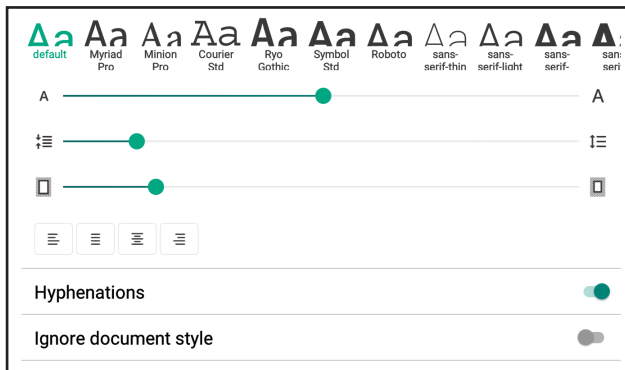 Aa Aa Aa Aa Aa Aa Aa Aa Aa Aa
default Myriad Minion Courier Ryo Symbol Roboto sans- sans- sans-
Pro Pro Std Gothic Std serif-thin serif-light serif-
A A
Hyphenations
Ignore document style